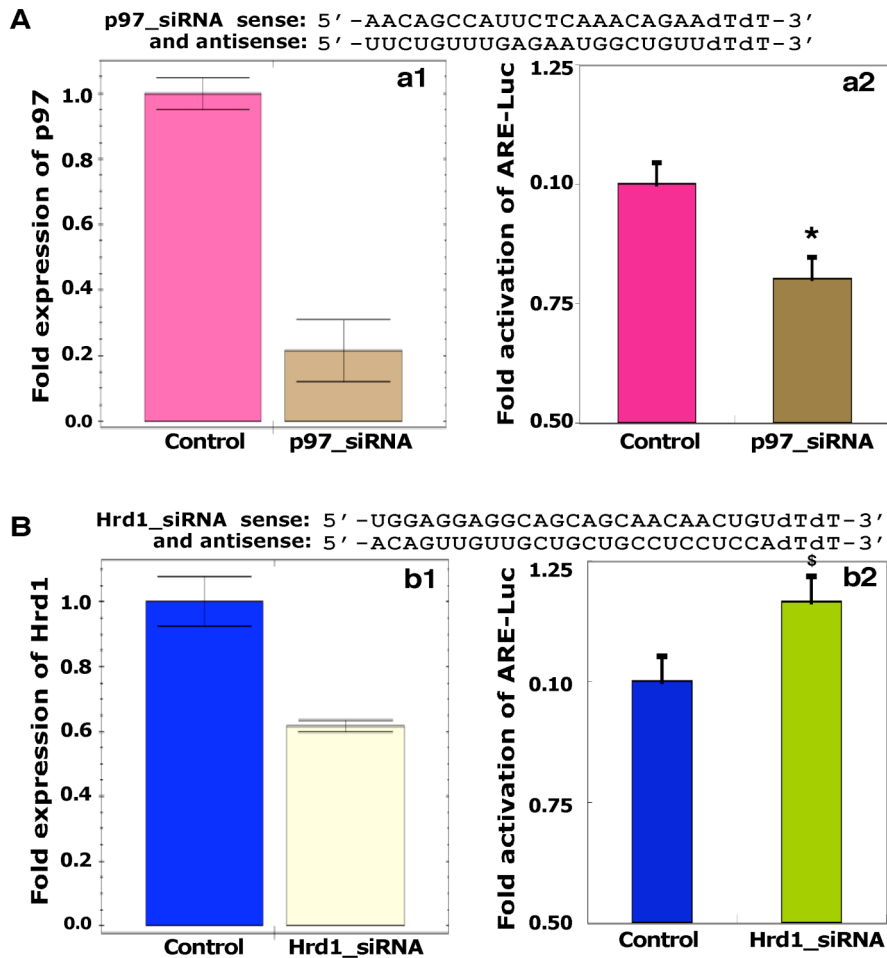 A
p97_siRNA sense: 5′-AACAGCCAUUCTCAAACAGAAdTdT-3′
and antisense: 5′-UUCUGUUUGAGAAUGGCUGUUdTdT-3′
a1
Fold expression of p97
1.0
0.8
0.6
0.4
0.2
0.0
Control p97_siRNA
a2
Fold activation of ARE-Luc
1.25
0.10
0.75
0.50
*
Control p97_siRNA
B
Hrd1_siRNA sense: 5′-UGGAGGAGGCAGCAGCAACAACUGUdTdT-3′
and antisense: 5′-ACAGUUGUUGCUGCUGCCUCCUCCAdTdT-3′
b1
Fold expression of Hrd1
1.0
0.8
0.6
0.4
0.2
0.0
Control Hrd1_siRNA
b2
Fold activation of ARE-Luc
1.25
0.10
0.75
0.50
$
Control Hrd1_siRNA